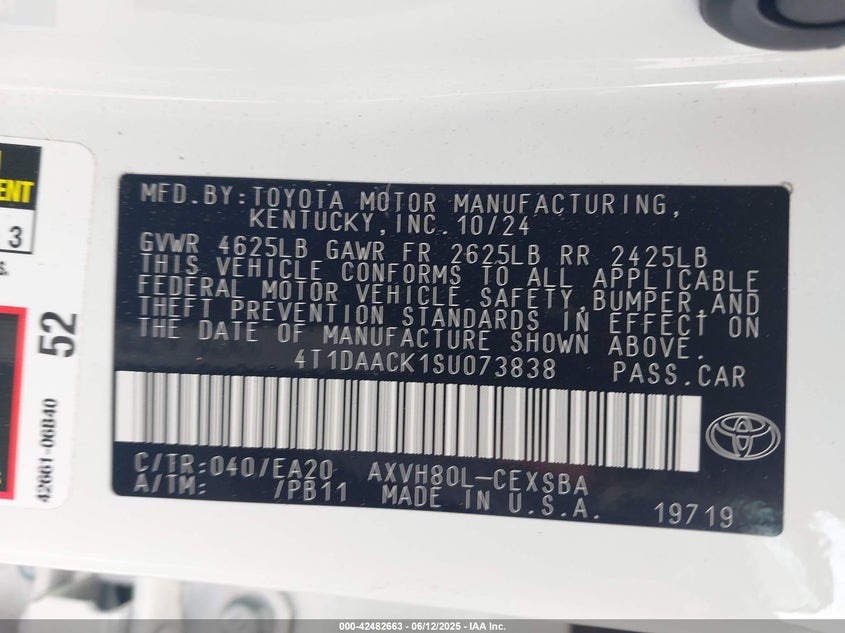 MFD.BY:TOYOTA MOTOR MANUFACTURING,
KENTUCKY,INC.10/24
GVWR 4625LB GAWR FR 2625LB RR 2425LB
THIS VEHICLE CONFORMS TO ALL APPLICABLE
FEDERAL MOTOR VEHICLE SAFETY,BUMPER,AND
THEFT PREVENTION STANDARDS IN EFFECT ON
THE DATE OF MANUFACTURE SHOWN ABOVE.
4T1DAACK1SU073838 PASS.CAR
C/TR:040/EA20 AXVH80L-CEXSBA
A/TM: /PB11 MADE IN U.S.A. 19719
3
52
42661-06B40
000-42482663 - 06/12/2025 - IAA Inc.